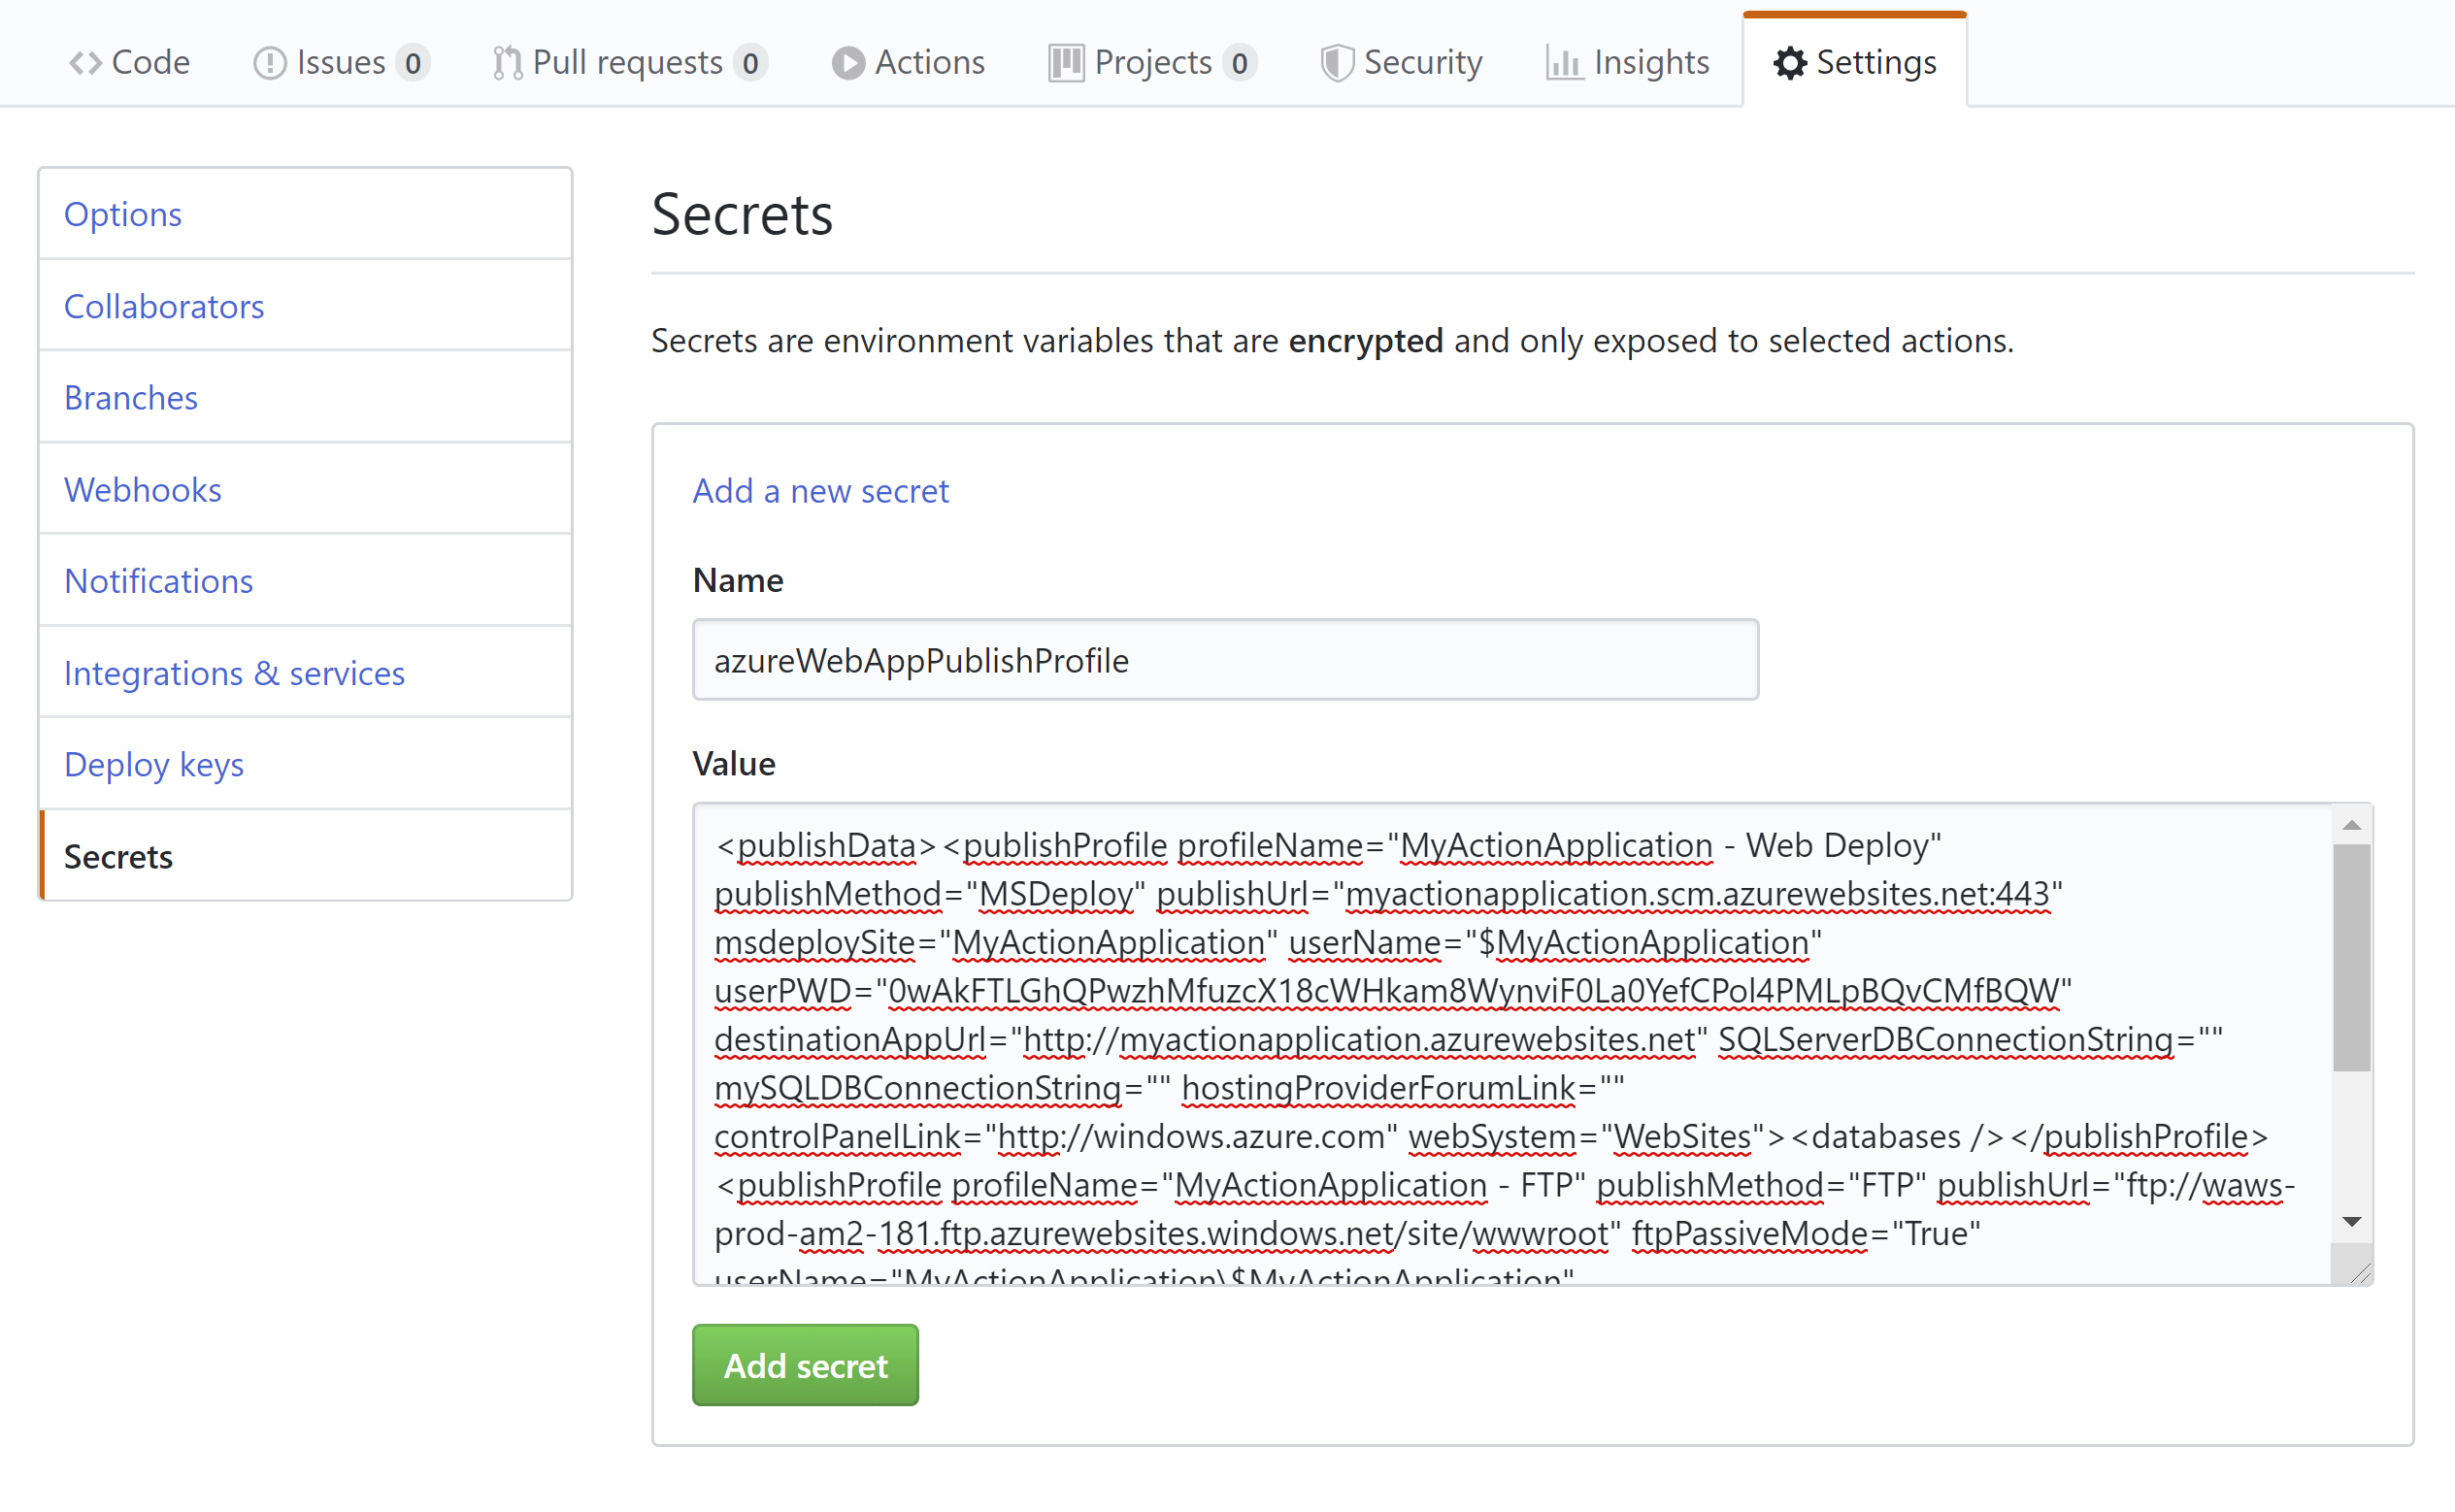 Code Issues 0 Pull requests 0 Actions Projects 0 Security Insights Settings
Options
Collaborators
Branches
Webhooks
Notifications
Integrations & services
Deploy keys
Secrets
Secrets
Secrets are environment variables that are encrypted and only exposed to selected actions.
Add a new secret
Name
azureWebAppPublishProfile
Value
<publishData><publishProfile profileName="MyActionApplication - Web Deploy"
publishMethod="MSDeploy" publishUrl="myactionapplication.scm.azurewebsites.net:443"
msdeploySite="MyActionApplication" userName="$MyActionApplication"
userPWD="0wAkFTLGhQPwzhMfuzcX18cWHkam8WynviF0La0YefCPol4PMLpBQvCMfBQW"
destinationAppUrl="http://myactionapplication.azurewebsites.net" SQLServerDBConnectionString=""
mySQLDBConnectionString="" hostingProviderForumLink=""
controlPanelLink="http://windows.azure.com" webSystem="WebSites"><databases /></publishProfile>
<publishProfile profileName="MyActionApplication - FTP" publishMethod="FTP" publishUrl="ftp://waws-
prod-am2-181.ftp.azurewebsites.windows.net/site/wwwroot" ftpPassiveMode="True"
userName="MyActionApplication\$MyActionApplication"
Add secret